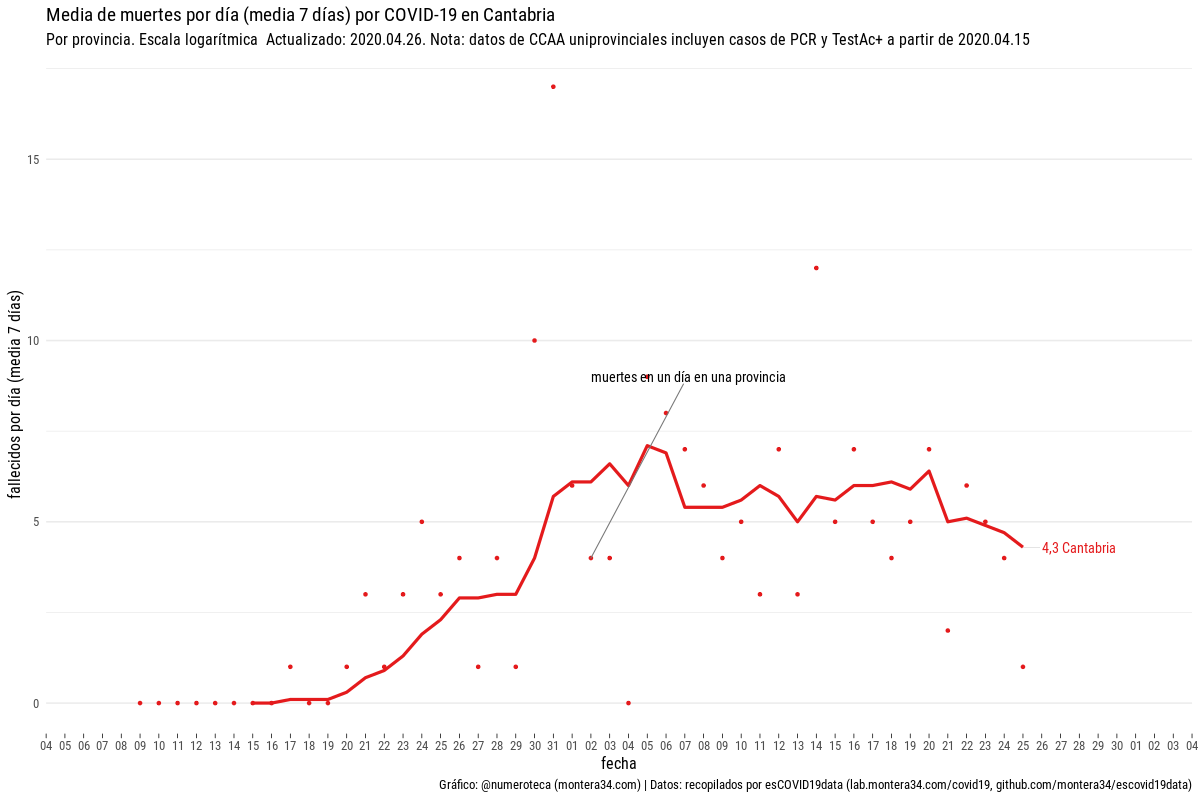 Media de muertes por día (media 7 días) por COVID-19 en Cantabria
Por provincia. Escala logarítmica  Actualizado: 2020.04.26. Nota: datos de CCAA uniprovinciales incluyen casos de PCR y TestAc+ a partir de 2020.04.15
fallecidos por día (media 7 días)
15
10
muertes en un día en una provincia
5
4,3 Cantabria
0
04 05 06 07 08 09 10 11 12 13 14 15 16 17 18 19 20 21 22 23 24 25 26 27 28 29 30 31 01 02 03 04 05 06 07 08 09 10 11 12 13 14 15 16 17 18 19 20 21 22 23 24 25 26 27 28 29 30 01 02 03 04
fecha
Gráfico: @numeroteca (montera34.com) | Datos: recopilados por esCOVID19data (lab.montera34.com/covid19, github.com/montera34/escovid19data)